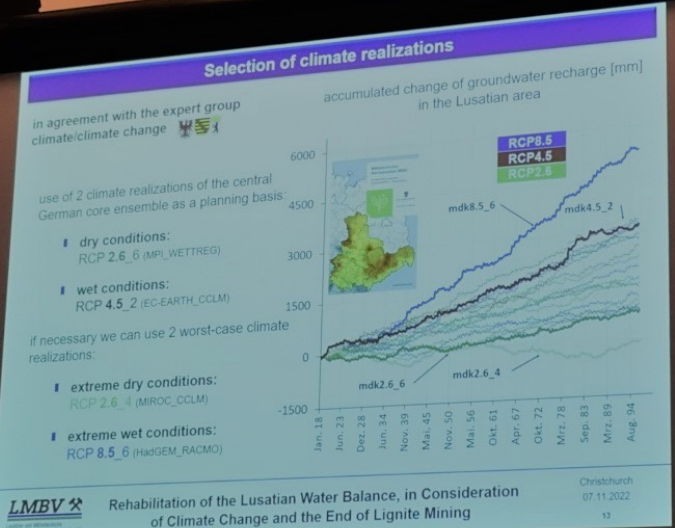 Selection of climate realizations
in agreement with the expert group
climate/climate change
use of 2 climate realizations of the central
German core ensemble as a planning basis:
dry conditions:
RCP 2.6_6 (MPI_WETTREG)
wet conditions:
RCP 4.5_2 (EC-EARTH_CCLM)
if necessary we can use 2 worst-case climate
realizations:
extreme dry conditions:
RCP 2.6_4 (MIROC_CCLM)
extreme wet conditions:
RCP 8.5_6 (HadGEM_RACMO)
accumulated change of groundwater recharge [mm]
in the Lusatian area
RCP8.5
RCP4.5
RCP2.6
6000
4500
3000
1500
0
-1500
mdk8.5_6
mdk4.5_2
mdk2.6_6
mdk2.6_4
Jan. 18
Jun. 23
Dez. 28
Jun. 34
Nov. 39
Mai. 45
Nov. 50
Mai. 56
Okt. 61
Apr. 67
Okt. 72
Mrz. 78
Sep. 83
Mrz. 89
Aug. 94
LMBV
Rehabilitation of the Lusatian Water Balance, in Consideration
of Climate Change and the End of Lignite Mining
Christchurch
07.11.2022
13